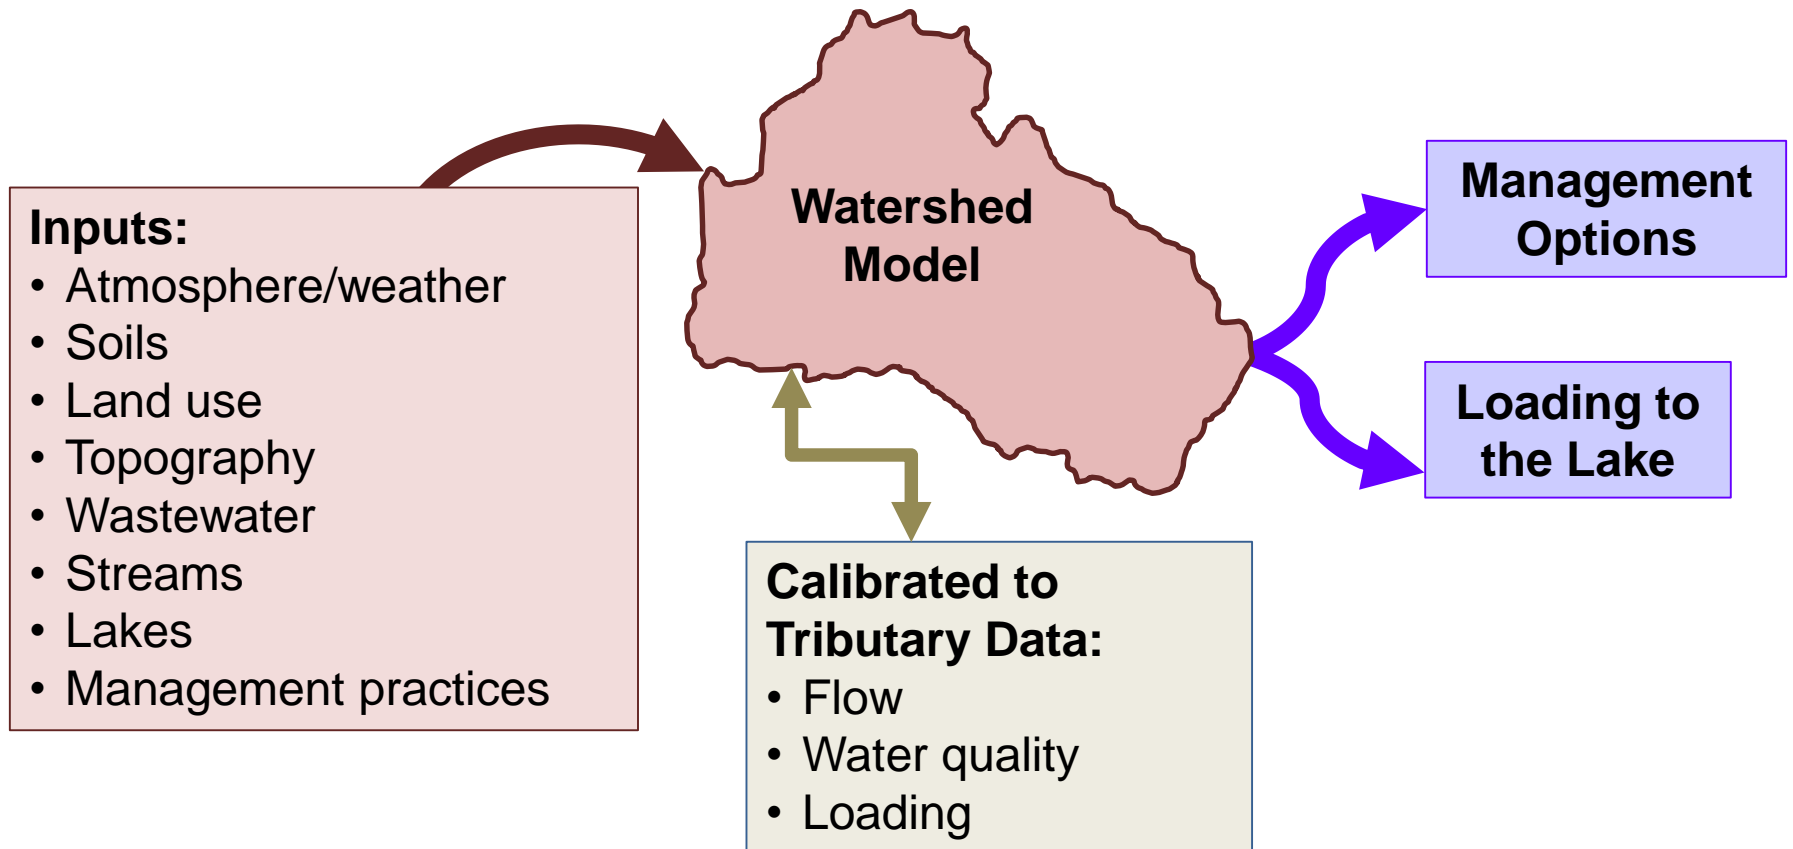 Inputs:
• Atmosphere/weather
• Soils
• Land use
• Topography
• Wastewater
• Streams
• Lakes
• Management practices
Watershed
Model
Calibrated to
Tributary Data:
• Flow
• Water quality
• Loading
Management
Options
Loading to
the Lake